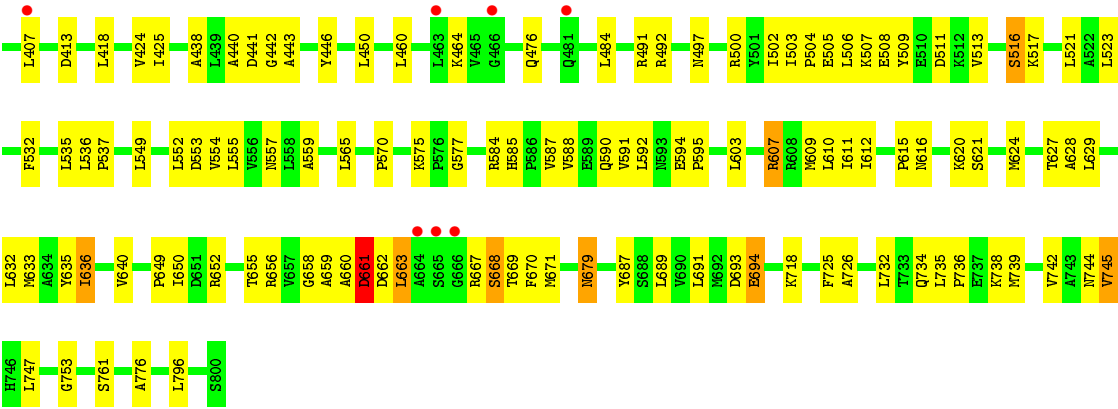 L407 D413 L418 V424 I425 A438 L439 A440 D441 G442 A443 Y446 L450 L460 L463 K464 V465 G466 Q476 Q481 L484 R491 R492 N497 R500 Y501 I502 I503 P504 E505 L506 K507 E508 Y509 E510 D511 K512 V513 S516 K517 L521 A522 L523
F532 L535 L536 P537 L549 L552 D553 V554 L555 V556 N557 L558 A559 L565 P570 K575 P576 G577 R584 H585 P586 V587 V588 E589 Q590 V591 L592 N593 E594 P595 L603 R607 R608 M609 L610 I611 I612 P615 N616 K620 S621 M624 T627 A628 L629
L632 M633 A634 Y635 I636 V640 P649 I650 D651 R652 T655 R656 V657 G658 A659 A660 D661 D662 L663 A664 S665 G666 R667 S668 T669 F670 M671 N679 Y687 S688 L689 V690 L691 M692 D693 E694 K718 F725 A726 L732 T733 Q734 L735 P736 E737 K738 M739 V742 A743 N744 V745
H746 L747 G753 S761 A776 L796 S800